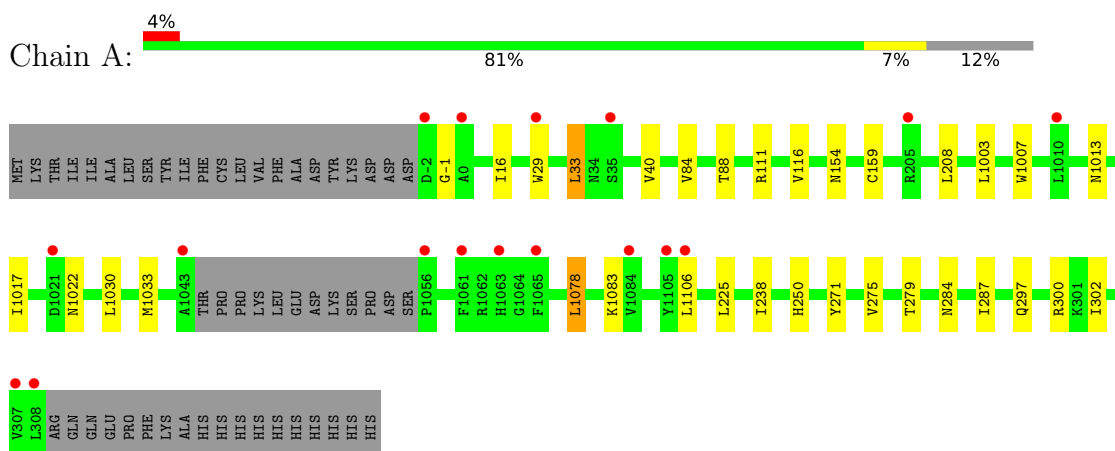 4%
Chain A:
81% 7% 12%
MET LYS THR ILE ILE ALA LEU SER TYR ILE PHE CYS LEU VAL PHE ALA ASP TYR LYS ASP ASP ASP D-2 G-1 A0 I16 W29 L33 N34 S35 V40 V84 T88 R111 V116 N154 C159 R205 L208 L1003 W1007 L1010 N1013
I1017 D1021 N1022 L1030 M1033 A1043 THR PRO PRO LYS LEU GLU ASP LYS SER PRO ASP SER P1056 F1061 R1062 H1063 G1064 F1065 L1078 K1083 V1084 Y1105 L1106 L225 I238 H250 Y271 V275 T279 N284 I287 Q297 R300 K301 I302
V307 L308 ARG GLN GLN GLU PRO PHE LYS ALA HIS HIS HIS HIS HIS HIS HIS HIS HIS HIS